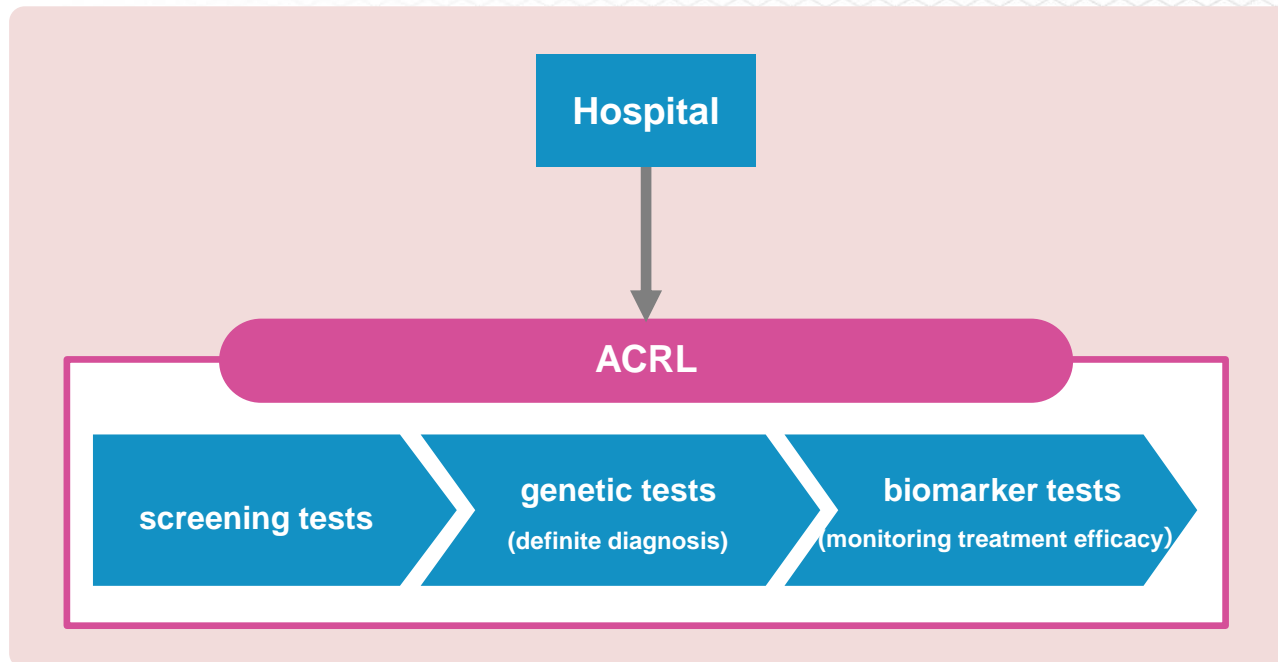 Hospital
ACRL
screening tests
genetic tests
(definite diagnosis)
biomarker tests
(monitoring treatment efficacy）